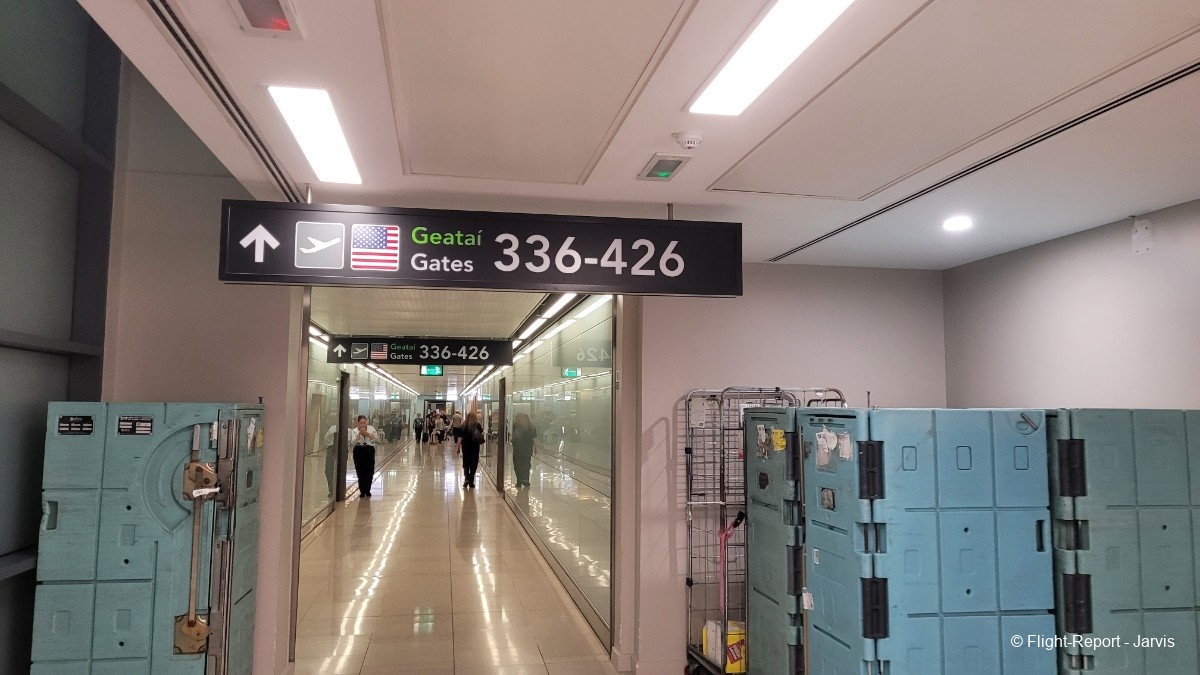 Geataí
Gates 336-426
Geataí
Gates 336-426
© Flight-Report - Jarvis